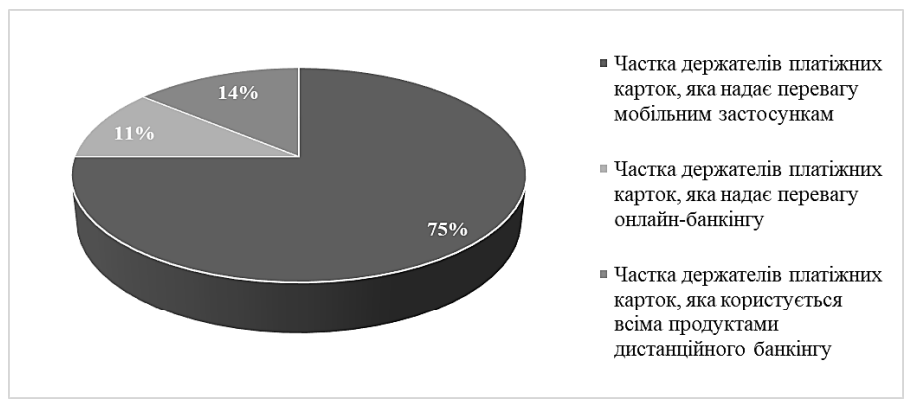 14%
11%
75%
Частка держателів платіжних
карток, яка надає перевагу
мобільним застосункам
Частка держателів платіжних
карток, яка надає перевагу
онлайн-банкінгу
Частка держателів платіжних
карток, яка користується
всіма продуктами
дистанційного банкінгу